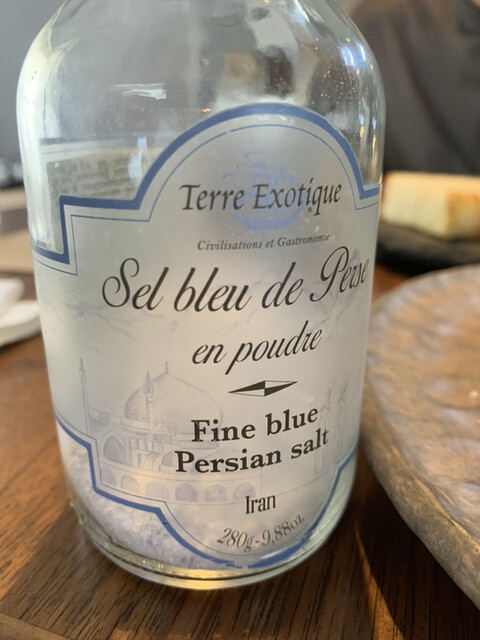 Terre Exotique
Civilisations et Gastronomie
Sel bleu de Perse
en poudre
Fine blue
Persian salt
Iran
280g - 9,88oz.